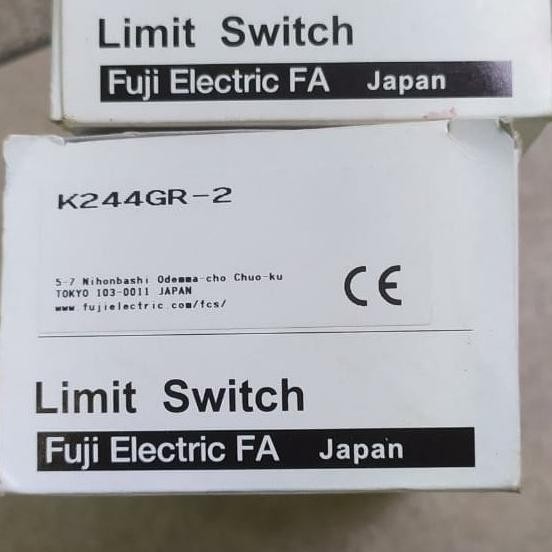 Limit Switch
Fuji Electric FA Japan
K244GR-2
5-7 Nihonbashi Odemma-cho Chuo-ku
TOKYO 103-0011 JAPAN
www.fujielectric.com/fcs/
CE
Limit Switch
Fuji Electric FA Japan